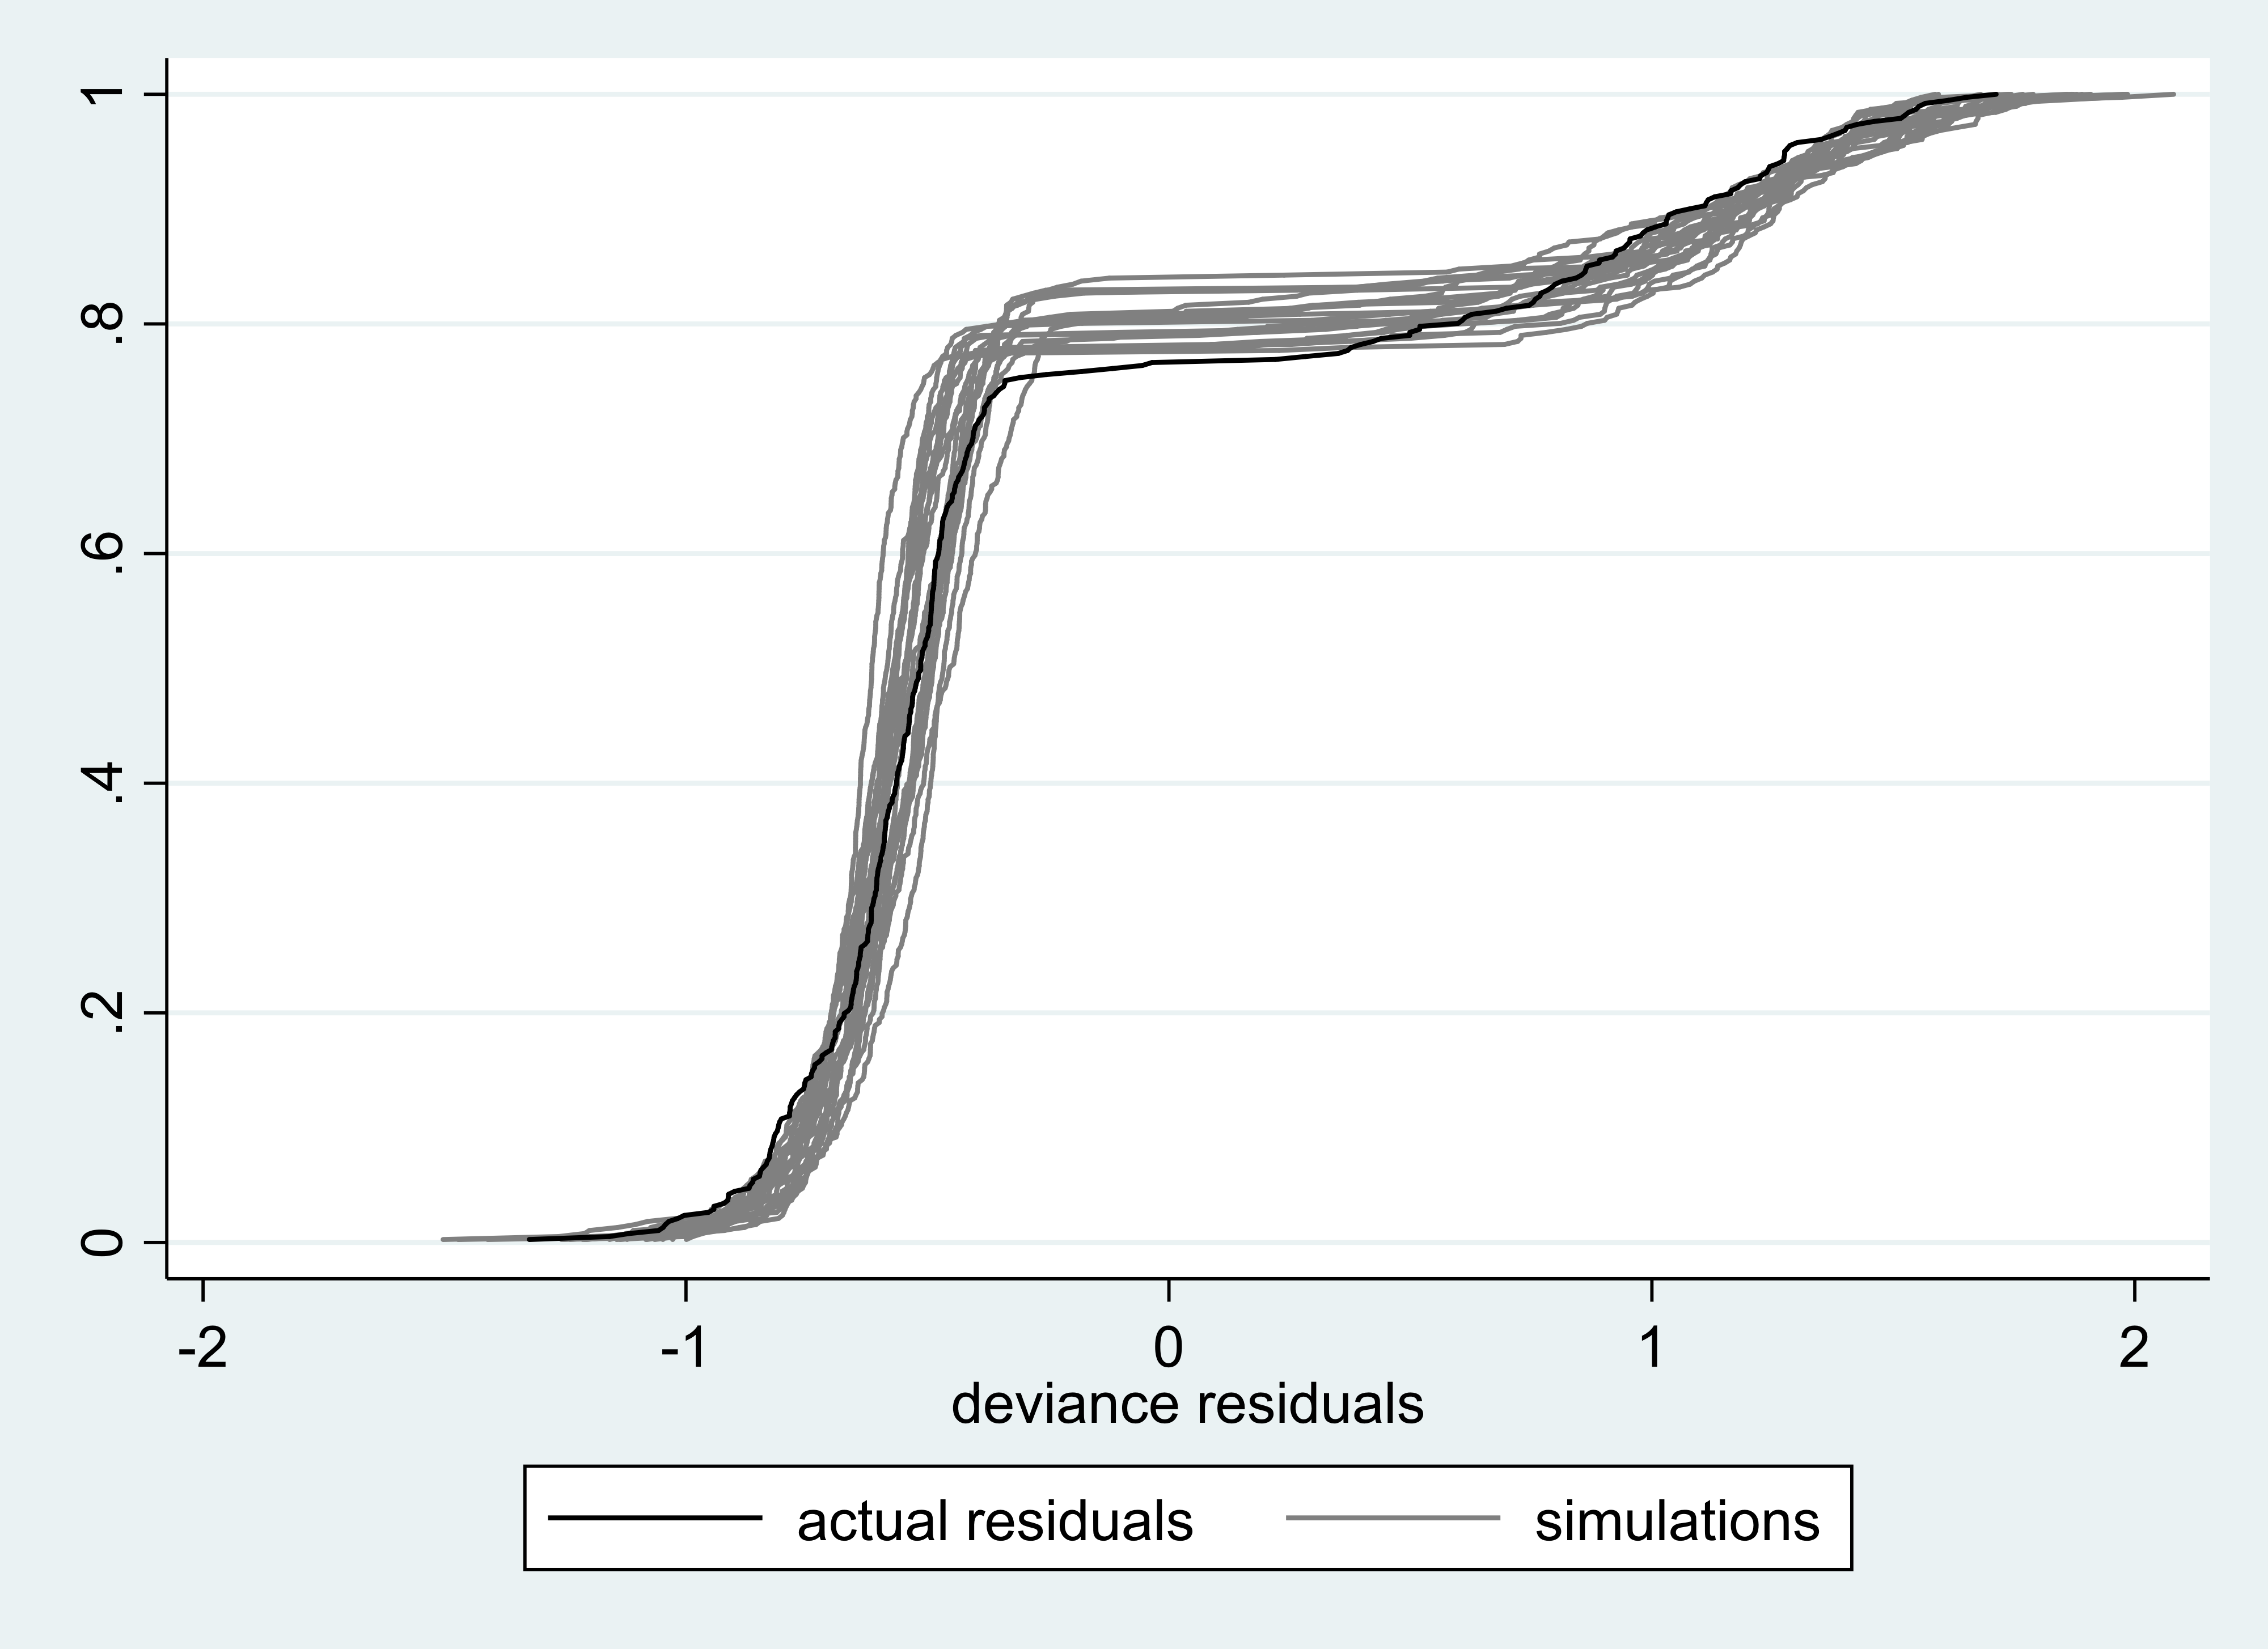 1
.8
.6
.4
.2
0
-2 -1 0 1 2
deviance residuals
actual residuals simulations